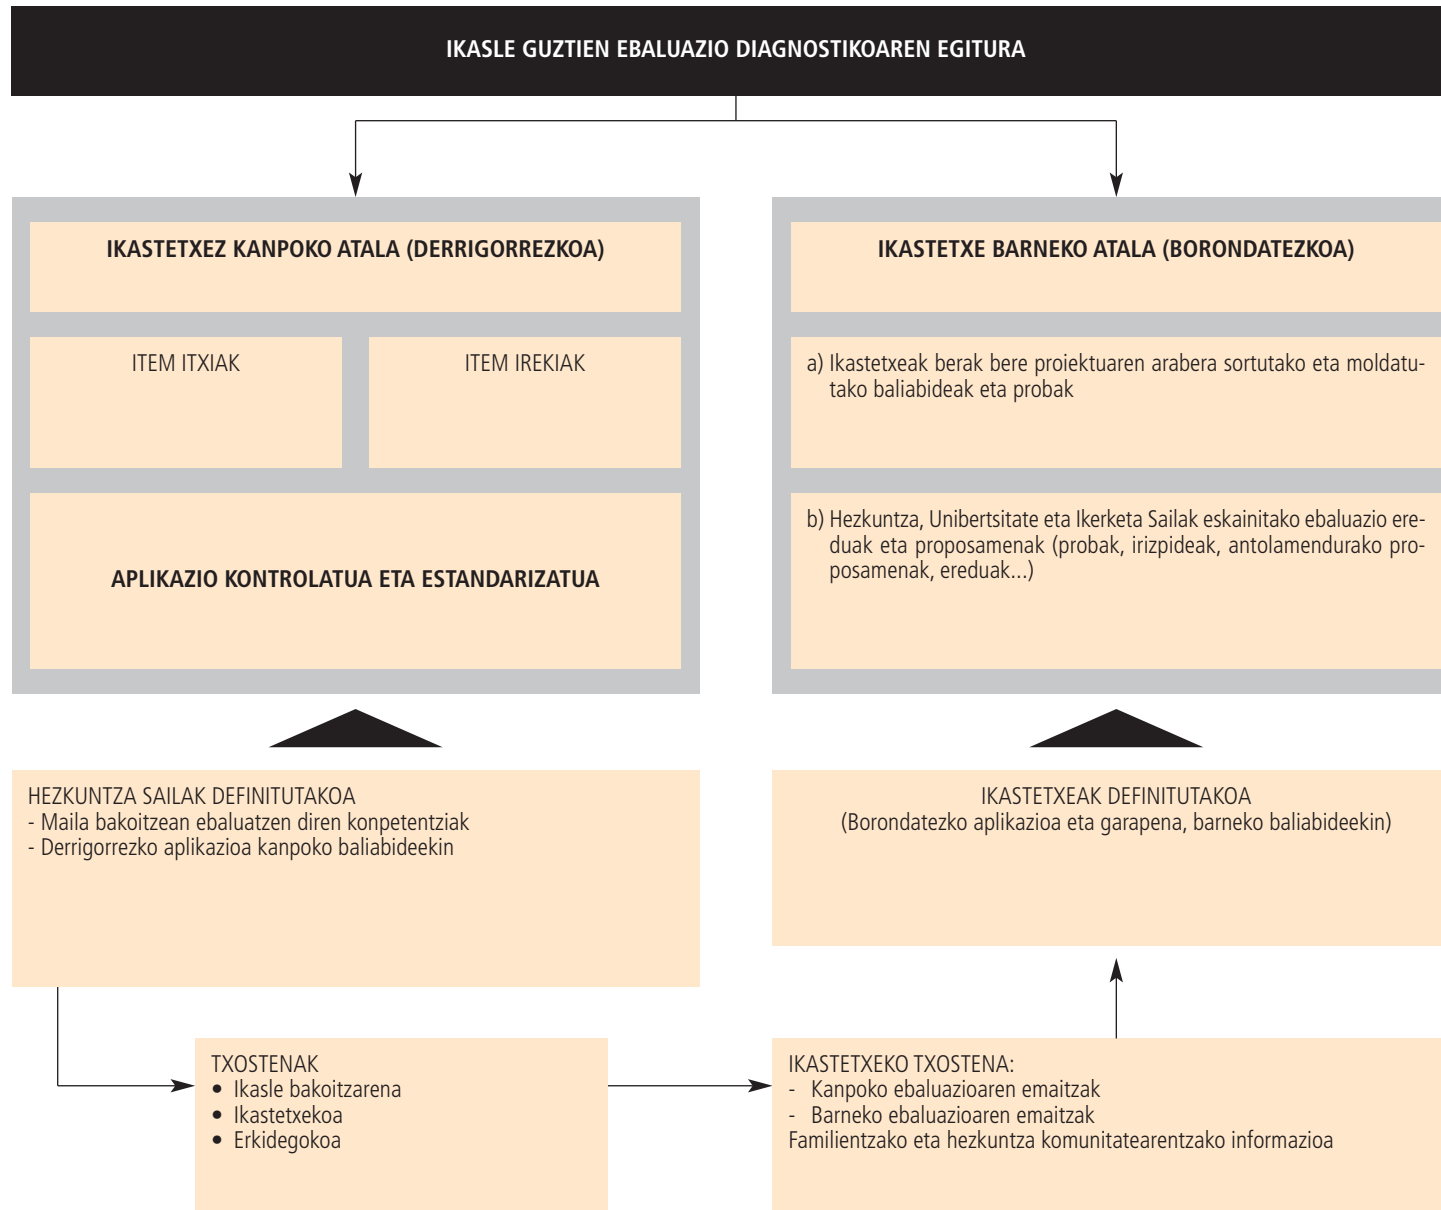 IKASLE GUZTIEN EBALUAZIO DIAGNOSTIKOAREN EGITURA
IKASTETXEZ KANPOKO ATALA (DERRIGORREZKOA)
ITEM ITXIAK
ITEM IREKIAK
APLIKAZIO KONTROLATUA ETA ESTANDARIZATUA
IKASTETXE BARNEKO ATALA (BORONDATEZKOA)
a) Ikastetxeak berak bere proiektuaren arabera sortutako eta moldatu-
tako baliabideak eta probak
b) Hezkuntza, Unibertsitate eta Ikerketa Sailak eskainitako ebaluazio ere-
duak eta proposamenak (probak, irizpideak, antolamendurako pro-
posamenak, ereduak...)
HEZKUNTZA SAILAK DEFINITUTAKOA
- Maila bakoitzean ebaluatzen diren konpetentziak
- Derrigorrezko aplikazioa kanpoko baliabideekin
IKASTETXEAK DEFINITUTAKOA
(Borondatezko aplikazioa eta garapena, barneko baliabideekin)
TXOSTENAK
• Ikasle bakoitzarena
• Ikastetxekoa
• Erkidegokoa
IKASTETXEKO TXOSTENA:
- Kanpoko ebaluazioaren emaitzak
- Barneko ebaluazioaren emaitzak
Familientzako eta hezkuntza komunitatearentzako informazioa